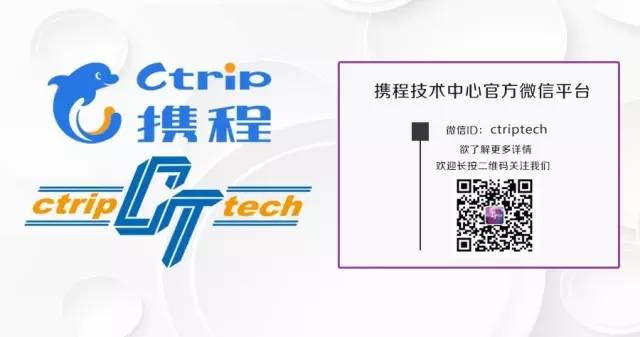 Ctrip
携程
ctrip CT tech
携程技术中心官方微信平台
微信ID：ctriptech
欲了解更多详情
欢迎长按二维码关注我们